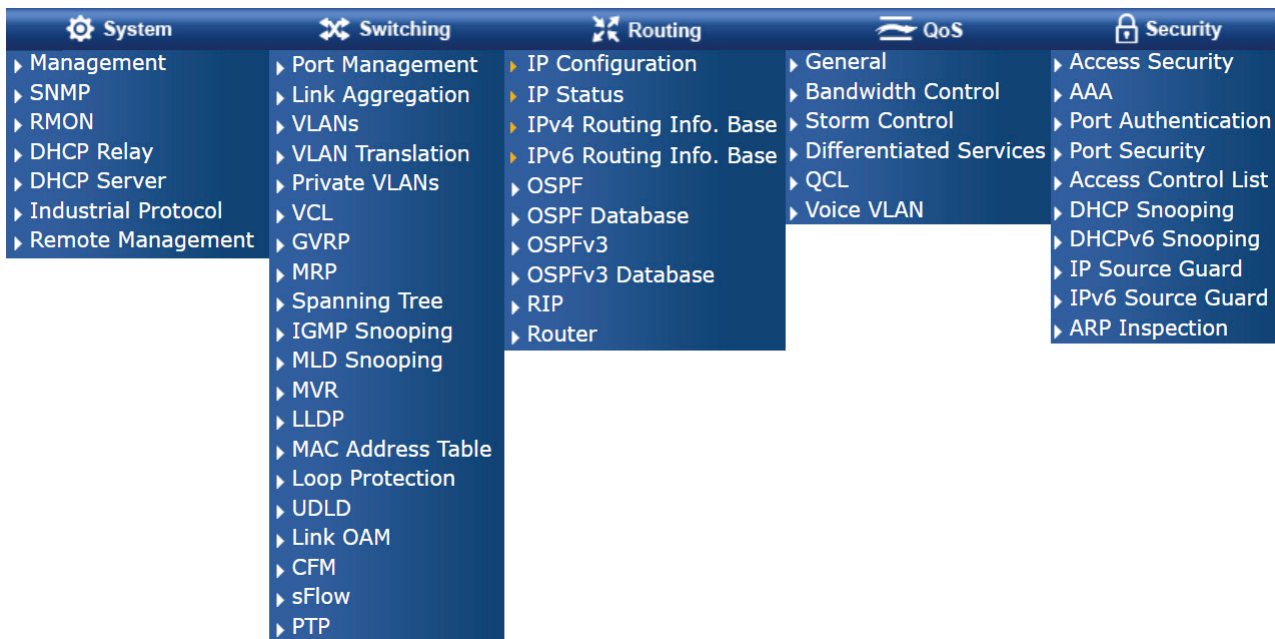 System
Management
SNMP
RMON
DHCP Relay
DHCP Server
Industrial Protocol
Remote Management
Switching
Port Management
Link Aggregation
VLANs
VLAN Translation
Private VLANs
VCL
GVRP
MRP
Spanning Tree
IGMP Snooping
MLD Snooping
MVR
LLDP
MAC Address Table
Loop Protection
UDLD
Link OAM
CFM
sFlow
PTP
Routing
IP Configuration
IP Status
IPv4 Routing Info. Base
IPv6 Routing Info. Base
OSPF
OSPF Database
OSPFv3
OSPFv3 Database
RIP
Router
QoS
General
Bandwidth Control
Storm Control
Differentiated Services
QCL
Voice VLAN
Security
Access Security
AAA
Port Authentication
Port Security
Access Control List
DHCP Snooping
DHCPv6 Snooping
IP Source Guard
IPv6 Source Guard
ARP Inspection